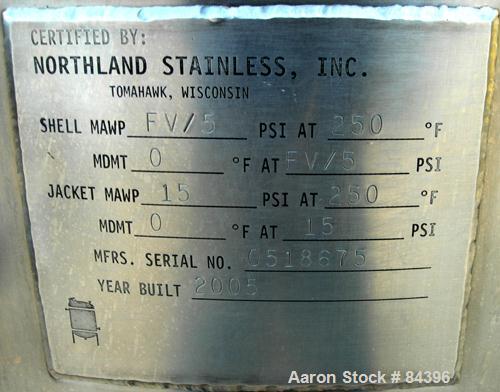 CERTIFIED BY:
NORTHLAND STAINLESS, INC.
TOMAHAWK, WISCONSIN
SHELL MAWP FV/5 PSI AT 250 °F
MDMT 0 °F AT FV/5 PSI
JACKET MAWP 15 PSI AT 250 °F
MDMT 0 °F AT 15 PSI
MFRS. SERIAL NO. 0518675
YEAR BUILT 2005
Aaron Stock # 84396